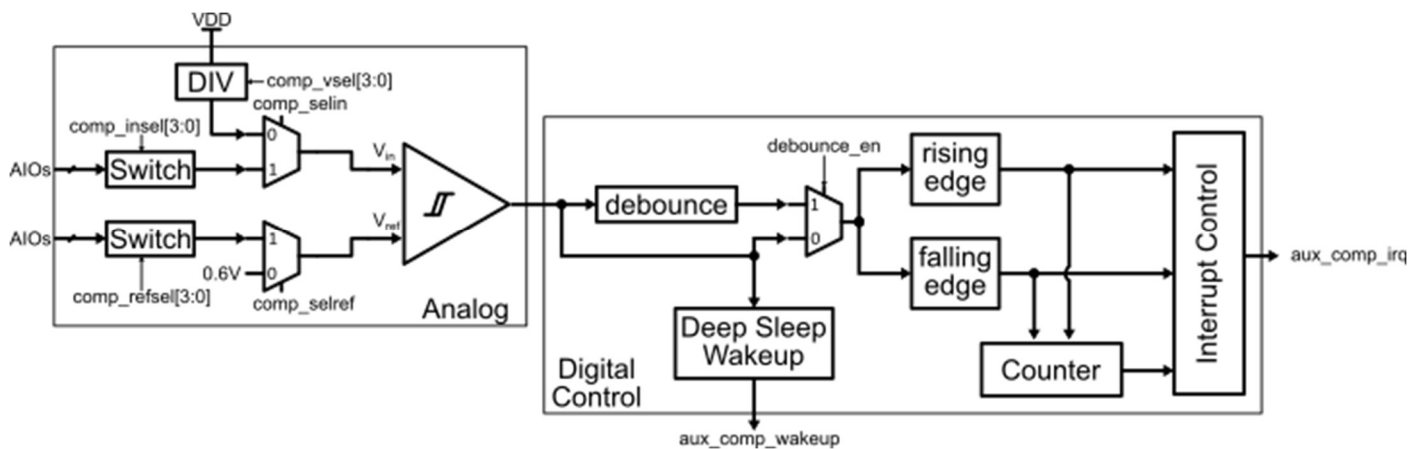 VDD
DIV
comp_vsel[3:0]
comp_selin
comp_insel[3:0]
0
AIOs
Switch
1
V_in
AIOs
Switch
1
V_ref
0.6V
0
comp_refsel[3:0]
comp_selref
Analog
debounce_en
debounce
1
0
rising
edge
falling
edge
Deep Sleep
Wakeup
Counter
Interrupt Control
aux_comp_irq
Digital
Control
aux_comp_wakeup